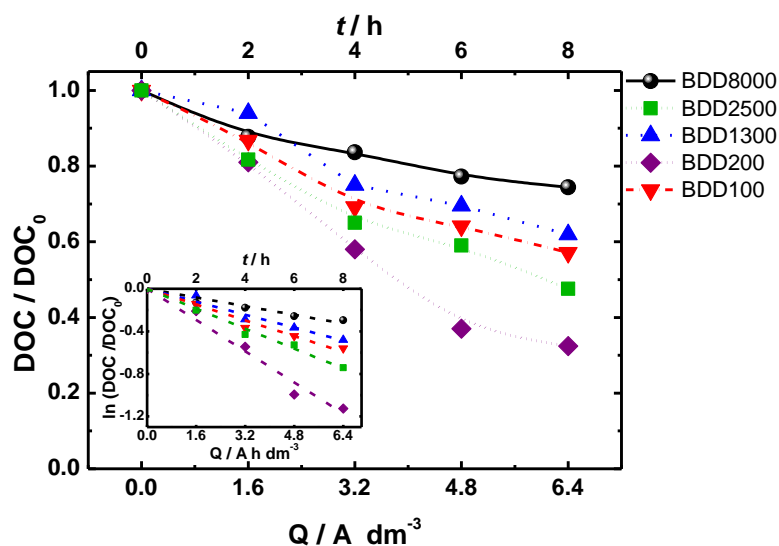 t / h
0 2 4 6 8
1.0
0.8
0.6
0.4
0.2
0.0
DOC / DOC0
0.0 1.6 3.2 4.8 6.4
Q / A dm-3
BDD8000
BDD2500
BDD1300
BDD200
BDD100
t / h
0 2 4 6 8
0.0
-0.4
-0.8
-1.2
ln (DOC /DOC0)
0.0 1.6 3.2 4.8 6.4
Q / A h dm-3